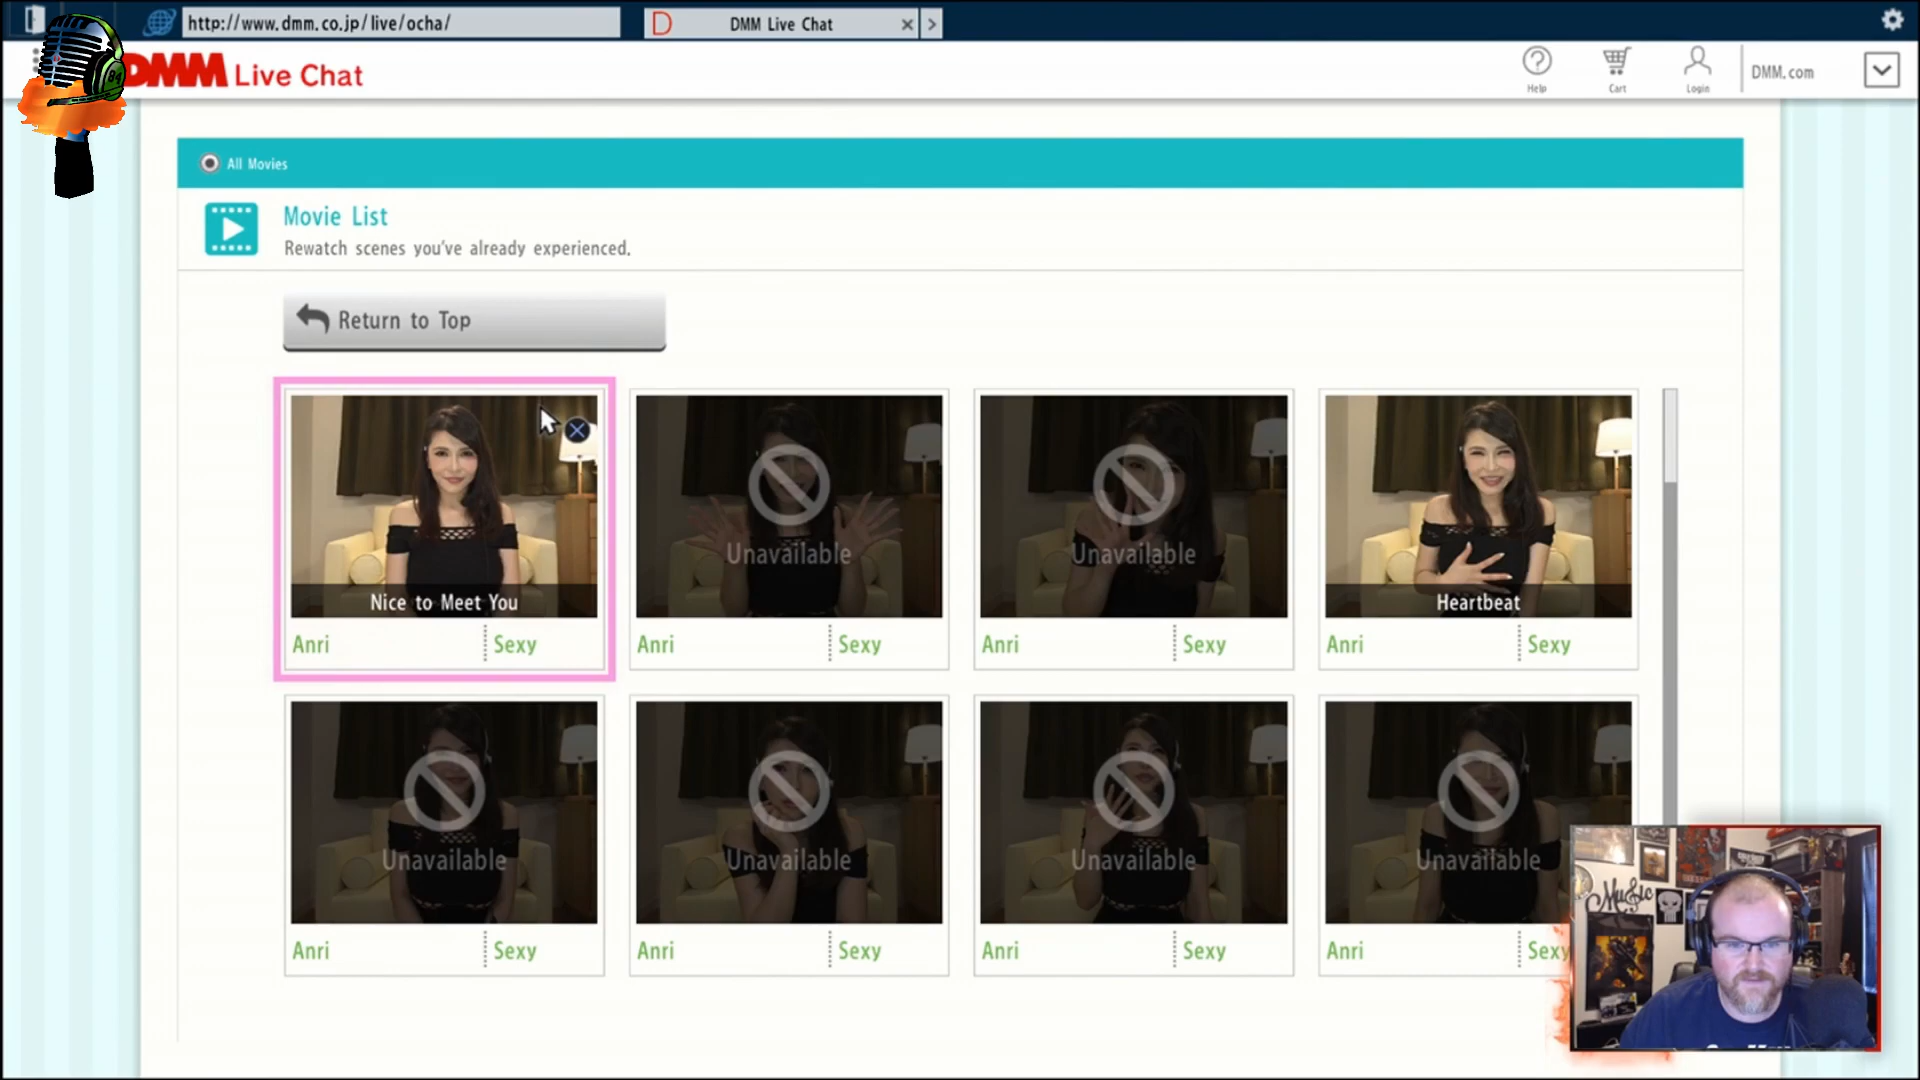 http://www.dmm.co.jp/live/ocha/
DMM Live Chat
84
DMM Live Chat
Help
Cart
Login
DMM.com
All Movies
Movie List
Rewatch scenes you've already experienced.
Return to Top
Unavailable
Unavailable
Nice to Meet You
Heartbeat
Anri Sexy
Anri Sexy
Anri Sexy
Anri Sexy
Unavailable
Unavailable
Unavailable
Unavailable
Anri Sexy
Anri Sexy
Anri Sexy
Anri Sexy
Music